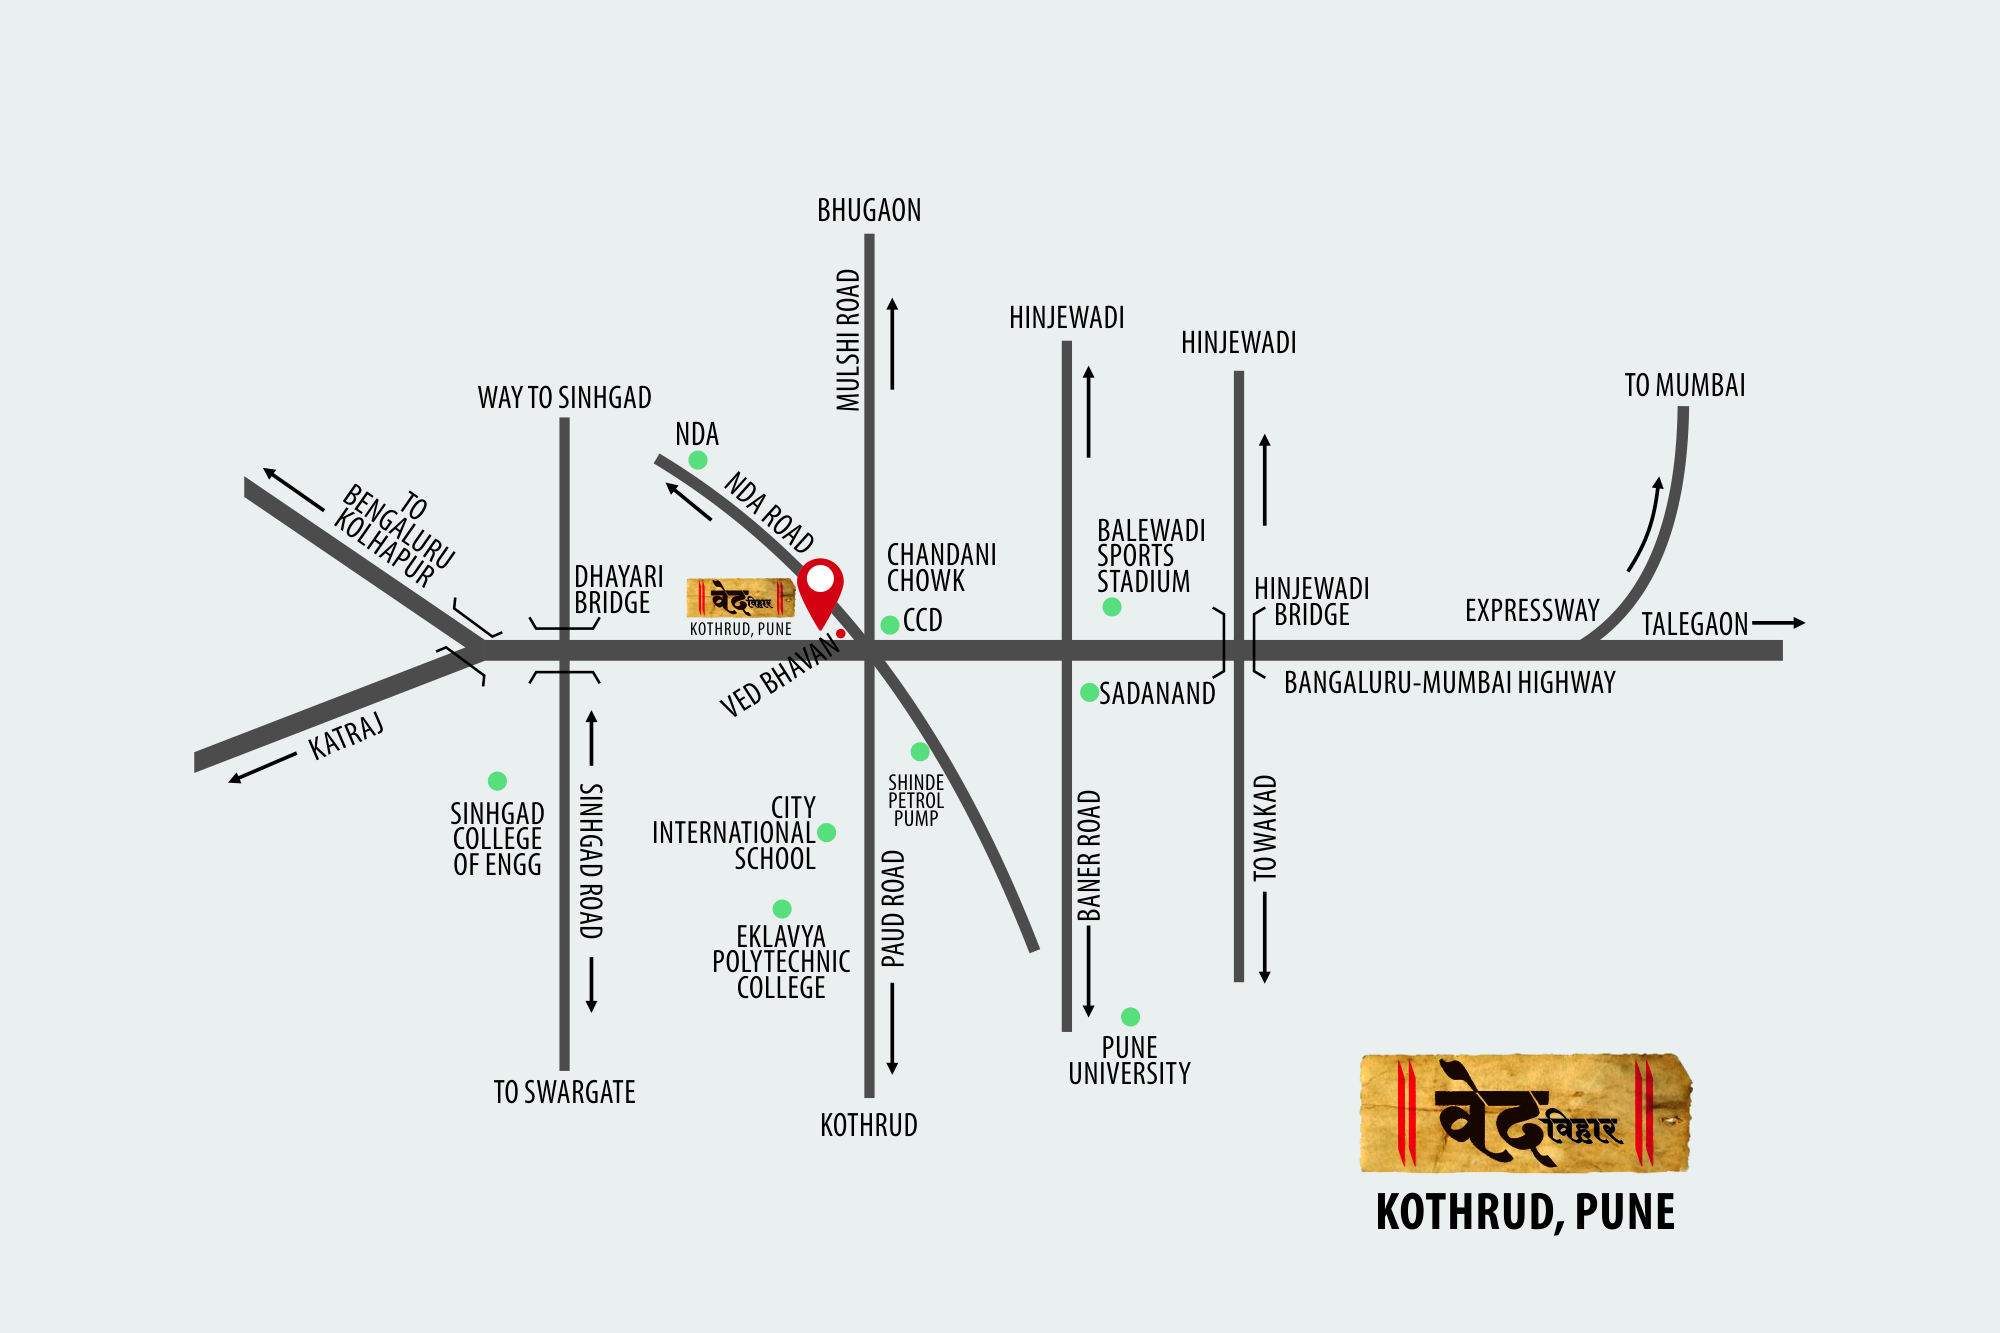 BHUGAON
MULSHI ROAD
HINJEWADI
HINJEWADI
TO MUMBAI
WAY TO SINHGAD
NDA
NDA ROAD
TO
BENGALURU
KOLHAPUR
DHAYARI
BRIDGE
वेद विहार
KOTHRUD, PUNE
VED BHAVAN
CHANDANI
CHOWK
CCD
BALEWADI
SPORTS
STADIUM
HINJEWADI
BRIDGE
EXPRESSWAY
TALEGAON
BANGALURU-MUMBAI HIGHWAY
SADANAND
KATRAJ
SINHGAD
COLLEGE
OF ENGG
SINHGAD ROAD
CITY
INTERNATIONAL
SCHOOL
SHINDE
PETROL
PUMP
EKLAVYA
POLYTECHNIC
COLLEGE
PAUD ROAD
BANER ROAD
TO WAKAD
PUNE
UNIVERSITY
TO SWARGATE
KOTHRUD
वेद विहार
KOTHRUD, PUNE